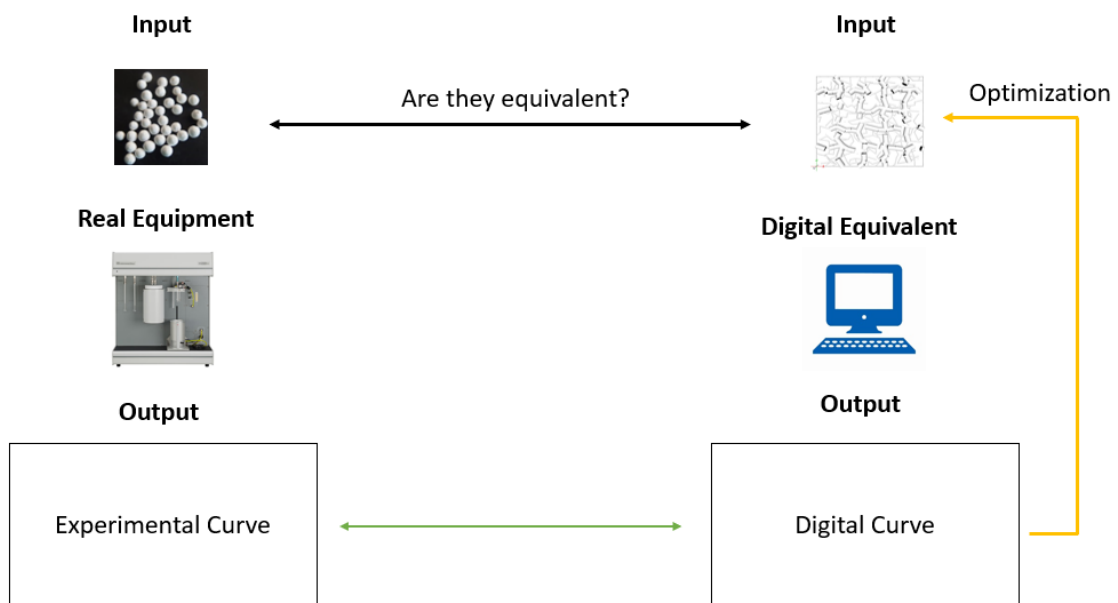 Input
Input
Are they equivalent?
Optimization
Real Equipment
Digital Equivalent
Output
Output
Experimental Curve
Digital Curve